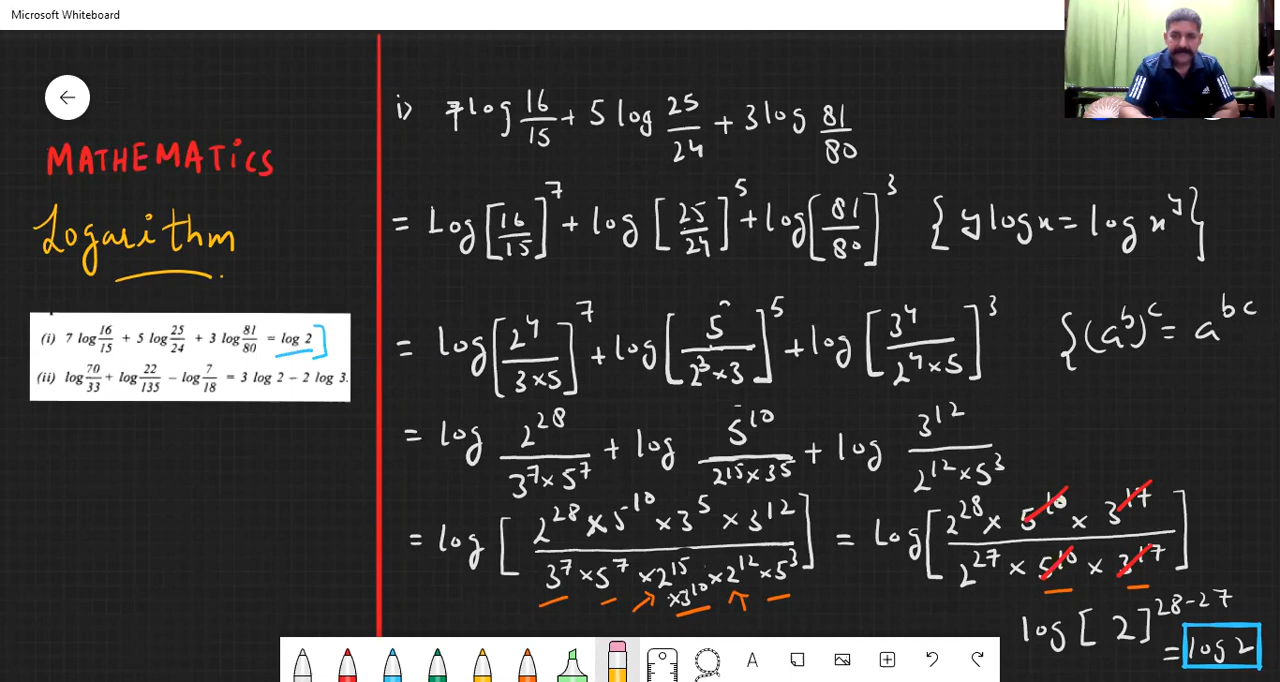 Microsoft Whiteboard
MATHEMATICS
Logarithm
(i) 7 log 16/15 + 5 log 25/24 + 3 log 81/80 = log 2
(ii) log 70/33 + log 22/135 − log 7/18 = 3 log 2 − 2 log 3.
i) 7log 16/15 + 5 log 25/24 + 3log 81/80
= Log[16/15]^7 + log [25/24]^5 + log[81/80]^3 {y logx = log x^y}
= log[2^4/3×5]^7 + log[5/2^3×3]^5 + log[3^4/2^4×5]^3 {(a^b)^c = a^bc
= log 2^28/3^7×5^7 + log 5^10/2^15×3^5 + log 3^12/2^12×5^3
= log [2^28×5^10×3^5×3^12/3^7×5^7×2^15×3^10×2^12×5^3] = Log[2^28×5^10×3^17/2^27×5^10×3^17]
log[2]^28-27
= log 2
A